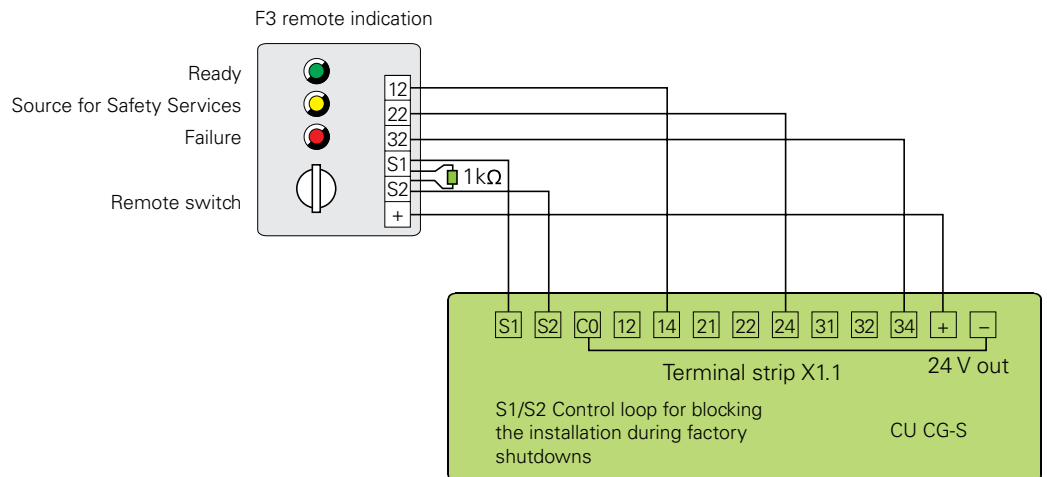 F3 remote indication
Ready
Source for Safety Services
Failure
Remote switch
12
22
32
S1
S2
+
1kΩ
S1 S2 C0 12 14 21 22 24 31 32 34 + −
Terminal strip X1.1
24 V out
S1/S2 Control loop for blocking
the installation during factory
shutdowns
CU CG-S